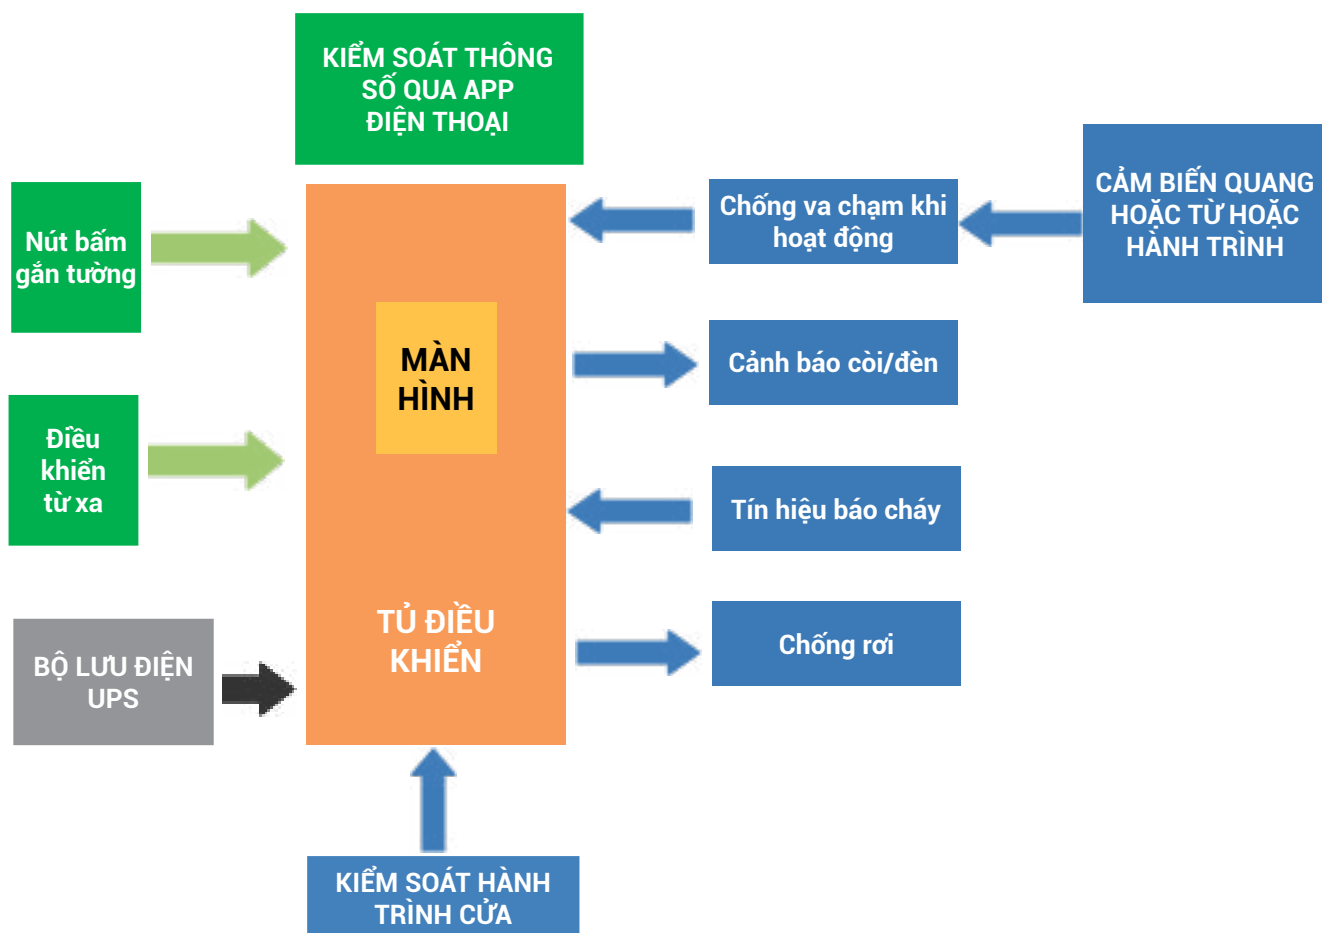 KIỂM SOÁT THÔNG
SỐ QUA APP
ĐIỆN THOẠI
Nút bấm
gắn tường
Điều
khiển
từ xa
BỘ LƯU ĐIỆN
UPS
MÀN
HÌNH
TỦ ĐIỀU
KHIỂN
KIỂM SOÁT HÀNH
TRÌNH CỬA
Chống va chạm khi
hoạt động
Cảnh báo còi/đèn
Tín hiệu báo cháy
Chống rơi
CẢM BIẾN QUANG
HOẶC TỪ HOẶC
HÀNH TRÌNH